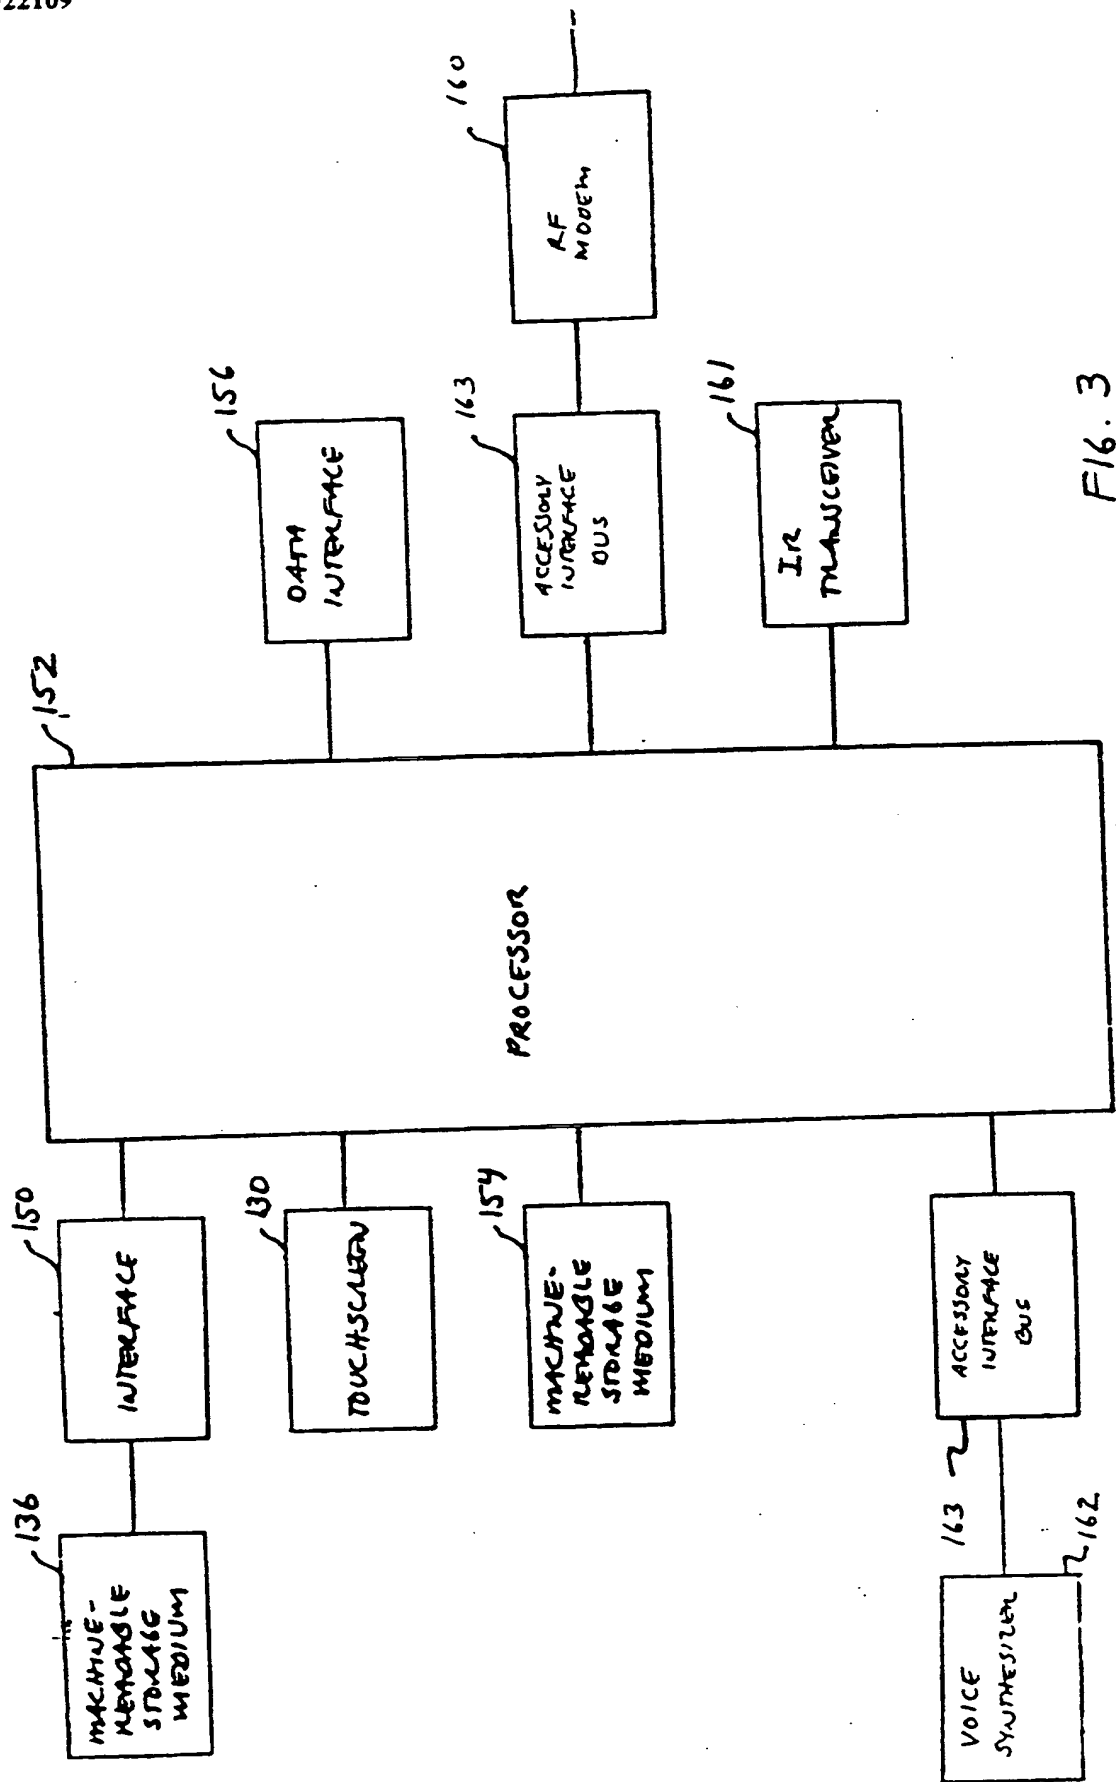 22109
136
MACHINE-
READABLE
STORAGE
MEDIUM
150
INTERFACE
130
TOUCHSCREEN
154
MACHINE-
READABLE
STORAGE
MEDIUM
163
ACCESSORY
INTERFACE
BUS
162
VOICE
SYNTHESIZER
152
PROCESSOR
156
DATA
INTERFACE
163
ACCESSORY
INTERFACE
BUS
160
RF
MODEM
161
IR
TRANSCEIVER
FIG. 3